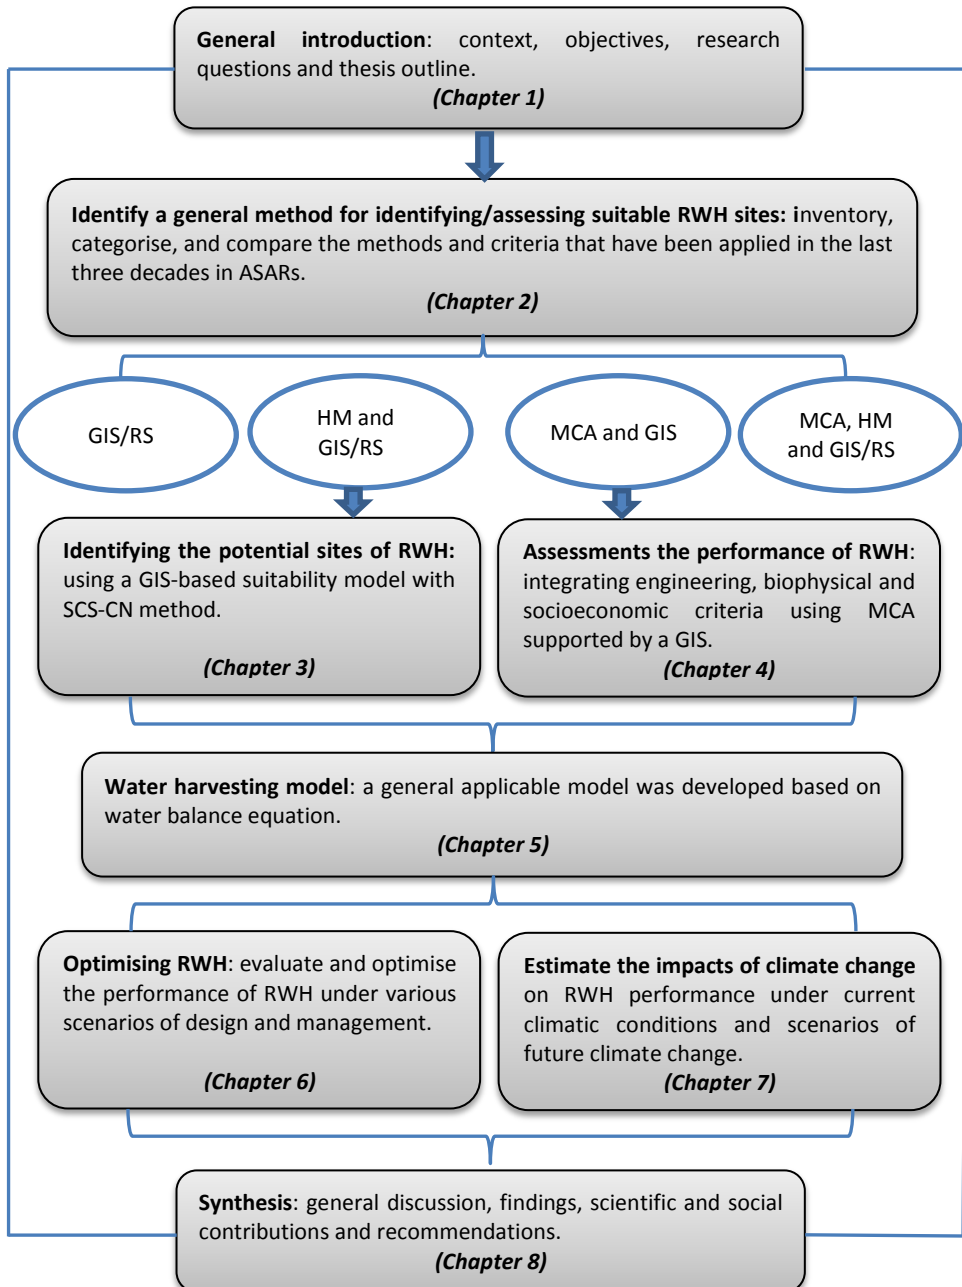 General introduction: context, objectives, research
questions and thesis outline.
(Chapter 1)
Identify a general method for identifying/assessing suitable RWH sites: inventory,
categorise, and compare the methods and criteria that have been applied in the last
three decades in ASARs.
(Chapter 2)
GIS/RS
HM and
GIS/RS
MCA and GIS
MCA, HM
and GIS/RS
Identifying the potential sites of RWH:
using a GIS-based suitability model with
SCS-CN method.
(Chapter 3)
Assessments the performance of RWH:
integrating engineering, biophysical and
socioeconomic criteria using MCA
supported by a GIS.
(Chapter 4)
Water harvesting model: a general applicable model was developed based on
water balance equation.
(Chapter 5)
Optimising RWH: evaluate and optimise
the performance of RWH under various
scenarios of design and management.
(Chapter 6)
Estimate the impacts of climate change
on RWH performance under current
climatic conditions and scenarios of
future climate change.
(Chapter 7)
Synthesis: general discussion, findings, scientific and social
contributions and recommendations.
(Chapter 8)